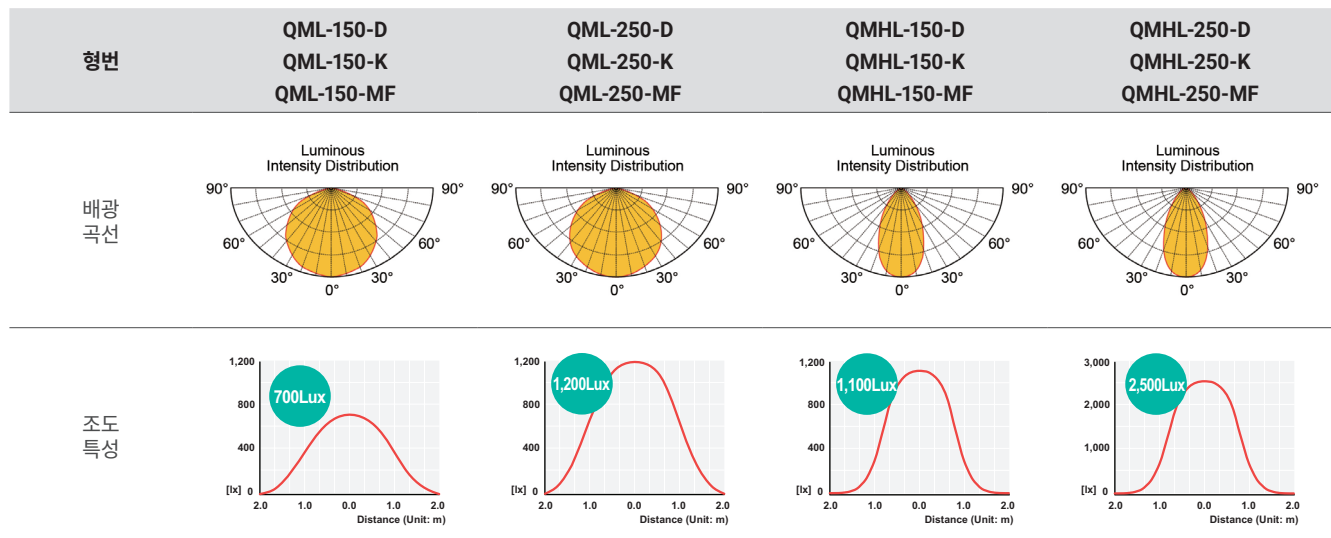 형번
QML-150-D
QML-150-K
QML-150-MF
QML-250-D
QML-250-K
QML-250-MF
QMHL-150-D
QMHL-150-K
QMHL-150-MF
QMHL-250-D
QMHL-250-K
QMHL-250-MF
배광
곡선
Luminous
Intensity Distribution
90° 90°
60° 60°
30° 30°
0°
Luminous
Intensity Distribution
90° 90°
60° 60°
30° 30°
0°
Luminous
Intensity Distribution
90° 90°
60° 60°
30° 30°
0°
Luminous
Intensity Distribution
90° 90°
60° 60°
30° 30°
0°
조도
특성
1,200
700Lux
800
400
[lx] 0
2.0 1.0 0.0 1.0 2.0
Distance (Unit: m)
1,200
1,200Lux
800
400
[lx] 0
2.0 1.0 0.0 1.0 2.0
Distance (Unit: m)
1,200
1,100Lux
800
400
[lx] 0
2.0 1.0 0.0 1.0 2.0
Distance (Unit: m)
3,000
2,500Lux
2,000
1,000
[lx] 0
2.0 1.0 0.0 1.0 2.0
Distance (Unit: m)